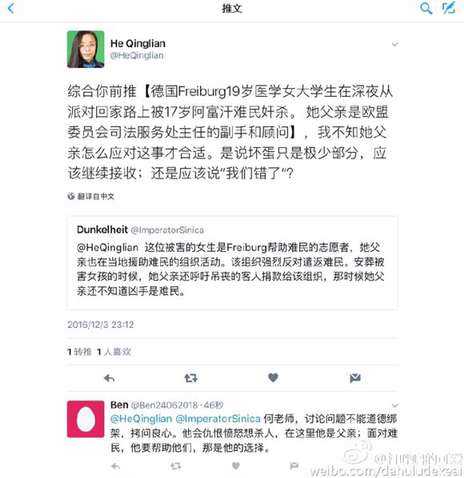 推文
He Qinglian
@HeQinglian
综合你前推【德国Freiburg19岁医学女大学生在深夜从
派对回家路上被17岁阿富汗难民奸杀。 她父亲是欧盟
委员会司法服务处主任的副手和顾问】，我不知她父
亲怎么应对这事才合适。是说坏蛋只是极少部分，应
该继续接收；还是应该说“我们错了”?
翻译自中文
Dunkelheit @ImperatorSinica
@HeQinglian 这位被害的女生是Freiburg帮助难民的志愿者，她父
亲也在当地援助难民的组织活动。该组织强烈反对遣返难民。安葬被
害女孩的时候，她父亲还呼吁吊丧的客人捐款给该组织，那时候她父
亲还不知道凶手是难民。
2016/12/3 23:12
1 转推 1 人喜欢
Ben @Ben24062018 · 46秒
@HeQinglian @ImperatorSinica 何老师，讨论问题不能道德绑
架，拷问良心。他会仇恨愤怒想杀人，在这里他是父亲；面对难
民，他要帮助他们，那是他的选择。
weibo.com/dahuludexeai